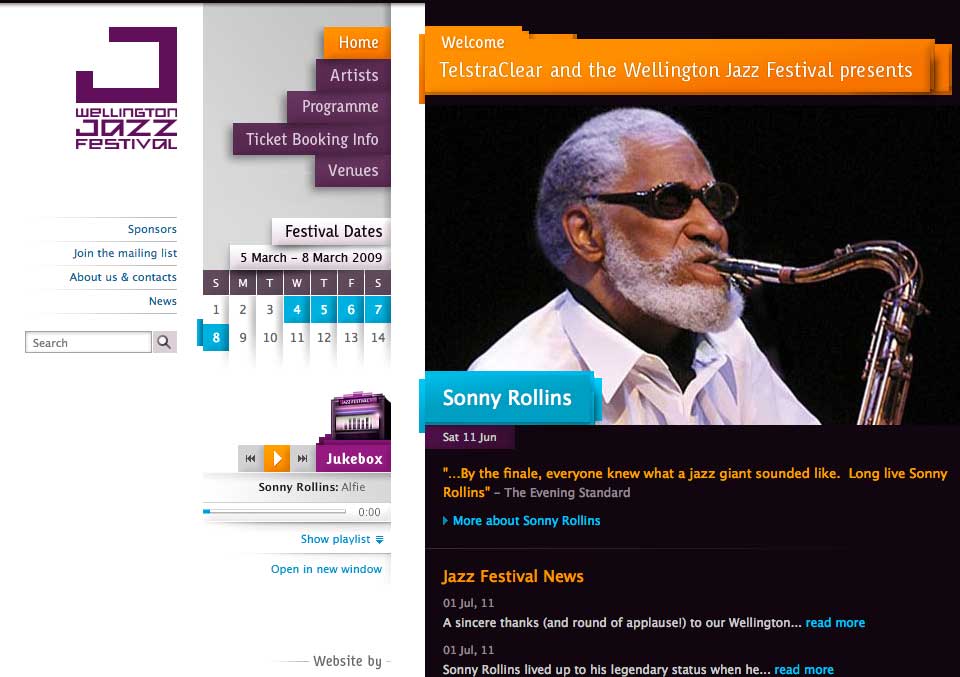 WELLINGTON
JAZZ
FESTIVAL
Sponsors
Join the mailing list
About us & contacts
News
Search
Home
Artists
Programme
Ticket Booking Info
Venues
Festival Dates
5 March – 8 March 2009
S M T W T F S
1 2 3 4 5 6 7
8 9 10 11 12 13 14
JAZZ FESTIVAL
Jukebox
Sonny Rollins: Alfie
0:00
Show playlist
Open in new window
Website by
Welcome
TelstraClear and the Wellington Jazz Festival presents
Sonny Rollins
Sat 11 Jun
"...By the finale, everyone knew what a jazz giant sounded like. Long live Sonny
Rollins" – The Evening Standard
More about Sonny Rollins
Jazz Festival News
01 Jul, 11
A sincere thanks (and round of applause!) to our Wellington... read more
01 Jul, 11
Sonny Rollins lived up to his legendary status when he... read more